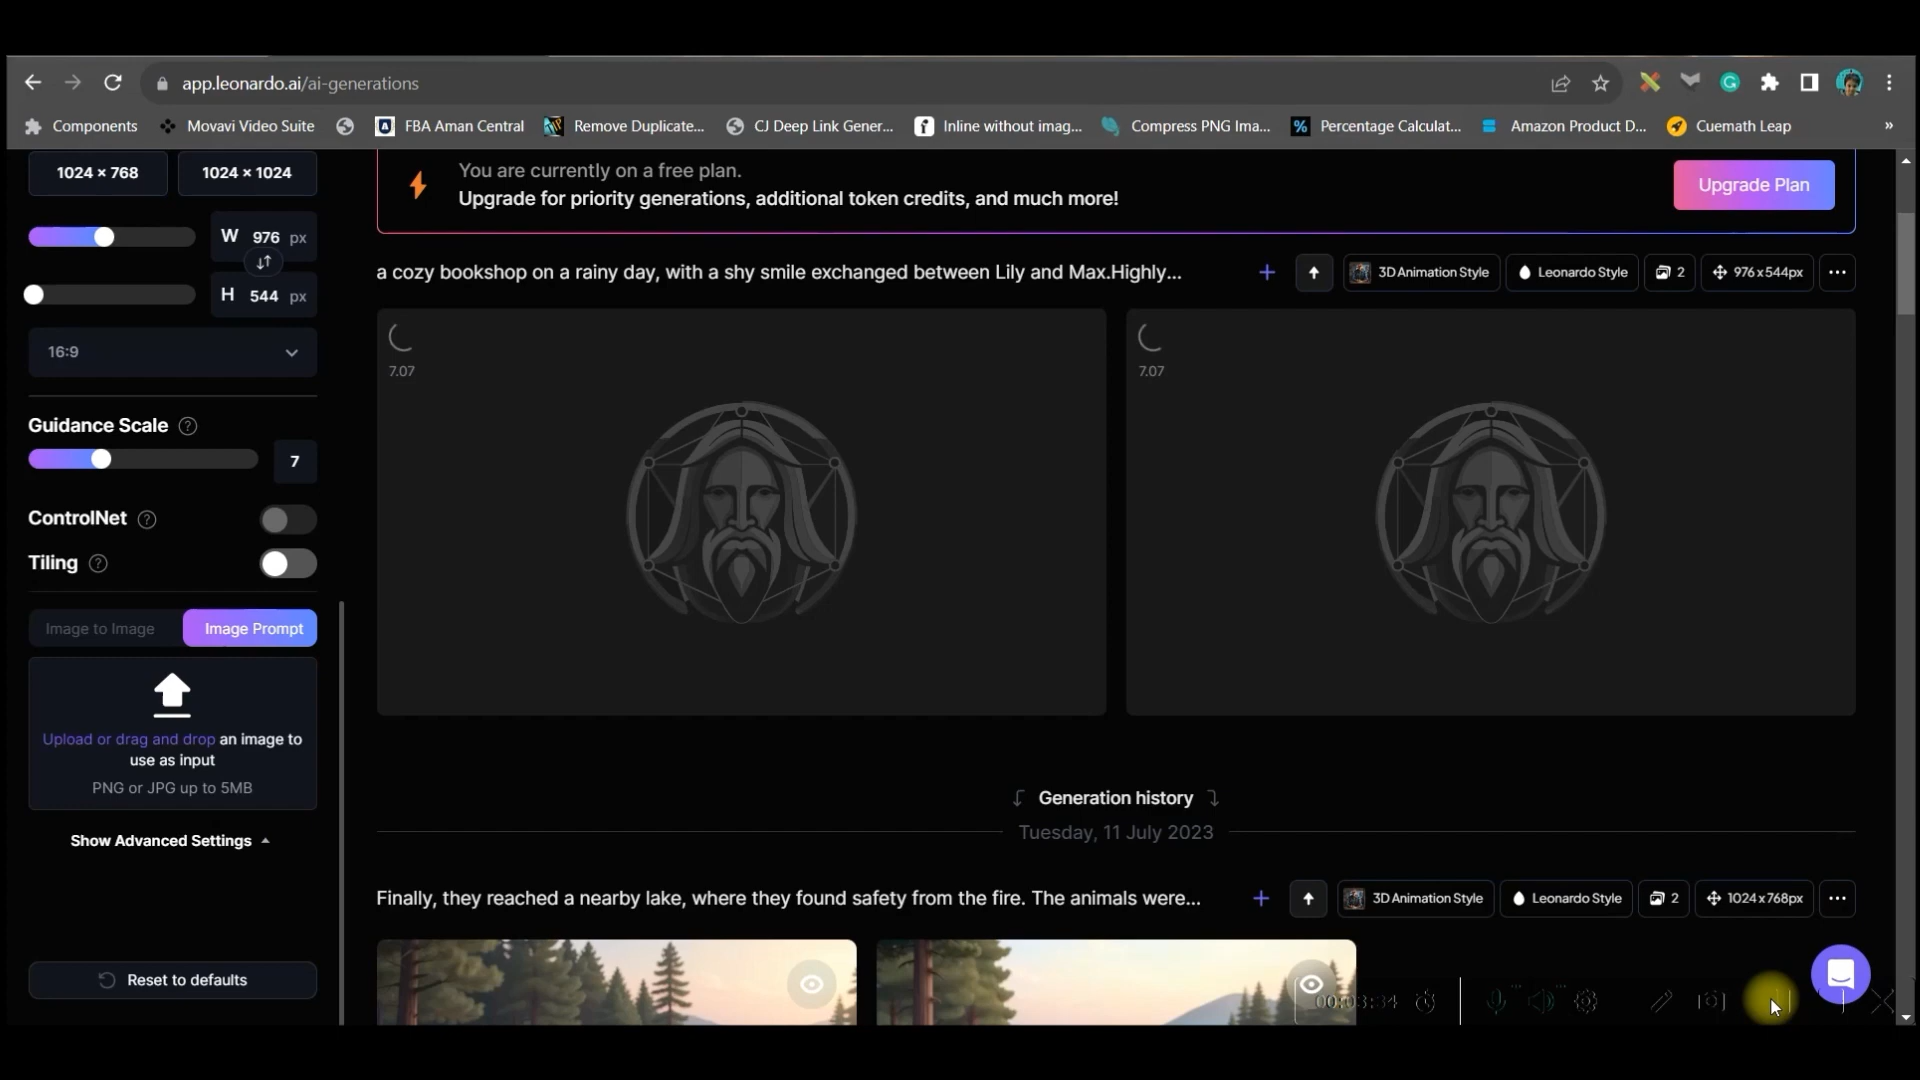 app.leonardo.ai/ai-generations
Components
Movavi Video Suite
FBA Aman Central
Remove Duplicate...
CJ Deep Link Gener...
Inline without imag...
Compress PNG Ima...
Percentage Calculat...
Amazon Product D...
Cuemath Leap
»
1024 × 768
1024 × 1024
W 976 px
H 544 px
16:9
Guidance Scale ?
7
ControlNet ?
Tiling ?
Image to Image
Image Prompt
Upload or drag and drop an image to
use as input
PNG or JPG up to 5MB
Show Advanced Settings
Reset to defaults
You are currently on a free plan.
Upgrade for priority generations, additional token credits, and much more!
Upgrade Plan
a cozy bookshop on a rainy day, with a shy smile exchanged between Lily and Max.Highly...
3D Animation Style
Leonardo Style
2
976x544px
7.07
7.07
Generation history
Tuesday, 11 July 2023
Finally, they reached a nearby lake, where they found safety from the fire. The animals were...
3D Animation Style
Leonardo Style
2
1024x768px
00:03:34